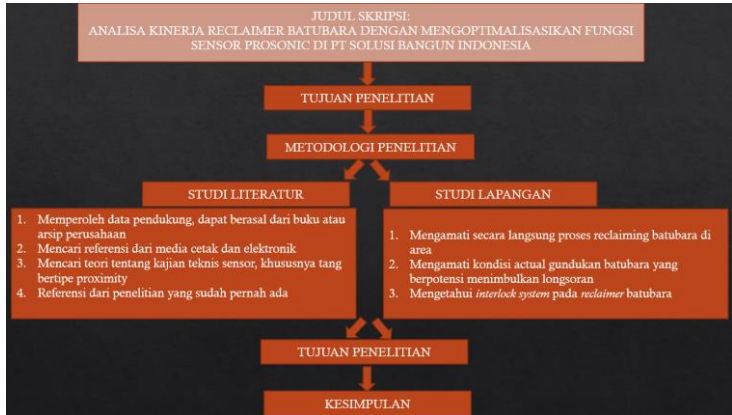 JUDUL SKRIPSI:
ANALISA KINERJA RECLAIMER BATUBARA DENGAN MENGOPTIMALISASIKAN FUNGSI
SENSOR PROSONIC DI PT SOLUSI BANGUN INDONESIA
TUJUAN PENELITIAN
METODOLOGI PENELITIAN
STUDI LITERATUR
1. Memperoleh data pendukung, dapat berasal dari buku atau
arsip perusahaan
2. Mencari referensi dari media cetak dan elektronik
3. Mencari teori tentang kajian teknis sensor, khususnya tang
bertipe proximity
4. Referensi dari penelitian yang sudah pernah ada
STUDI LAPANGAN
1. Mengamati secara langsung proses reclaiming batubara di
area
2. Mengamati kondisi actual gundukan batubara yang
berpotensi menimbulkan longsoran
3. Mengetahui interlock system pada reclaimer batubara
TUJUAN PENELITIAN
KESIMPULAN